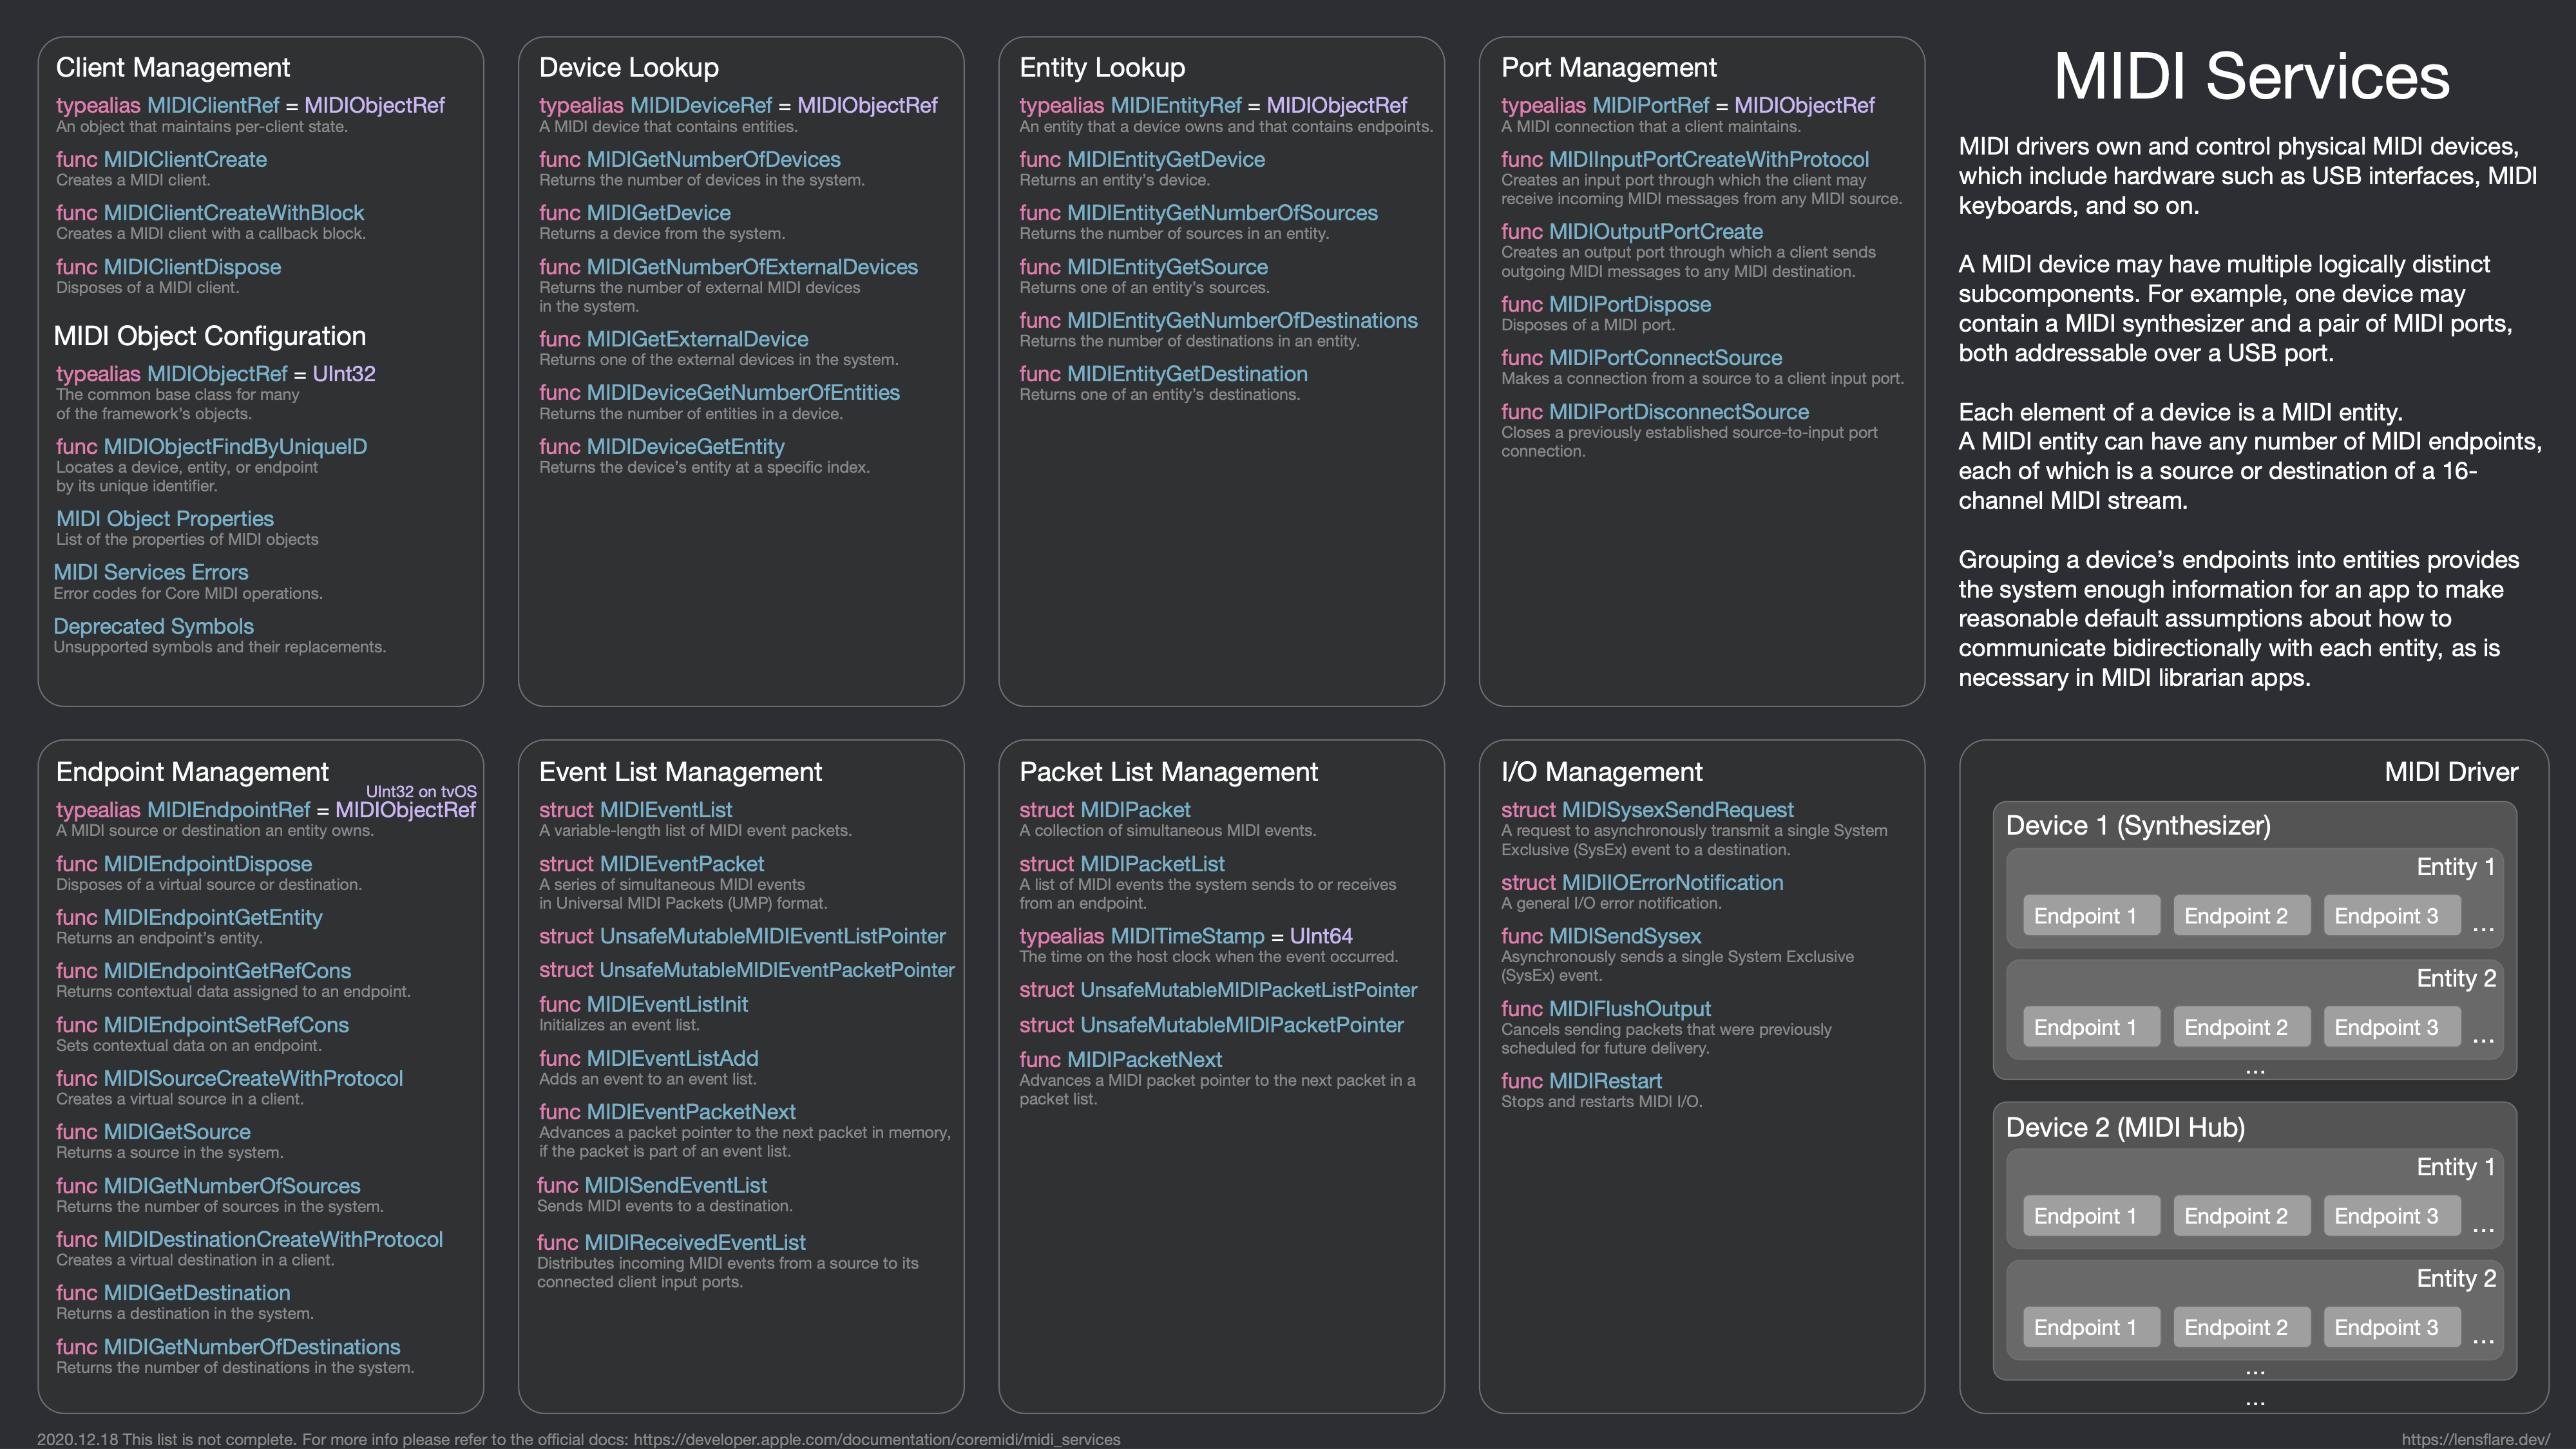 Client Management
typealias MIDIClientRef = MIDIObjectRef
An object that maintains per-client state.
func MIDIClientCreate
Creates a MIDI client.
func MIDIClientCreateWithBlock
Creates a MIDI client with a callback block.
func MIDIClientDispose
Disposes of a MIDI client.
MIDI Object Configuration
typealias MIDIObjectRef = UInt32
The common base class for many
of the framework's objects.
func MIDIObjectFindByUniqueID
Locates a device, entity, or endpoint
by its unique identifier.
MIDI Object Properties
List of the properties of MIDI objects
MIDI Services Errors
Error codes for Core MIDI operations.
Deprecated Symbols
Unsupported symbols and their replacements.
Device Lookup
typealias MIDIDeviceRef = MIDIObjectRef
A MIDI device that contains entities.
func MIDIGetNumberOfDevices
Returns the number of devices in the system.
func MIDIGetDevice
Returns a device from the system.
func MIDIGetNumberOfExternalDevices
Returns the number of external MIDI devices
in the system.
func MIDIGetExternalDevice
Returns one of the external devices in the system.
func MIDIDeviceGetNumberOfEntities
Returns the number of entities in a device.
func MIDIDeviceGetEntity
Returns the device's entity at a specific index.
Entity Lookup
typealias MIDIEntityRef = MIDIObjectRef
An entity that a device owns and that contains endpoints.
func MIDIEntityGetDevice
Returns an entity's device.
func MIDIEntityGetNumberOfSources
Returns the number of sources in an entity.
func MIDIEntityGetSource
Returns one of an entity's sources.
func MIDIEntityGetNumberOfDestinations
Returns the number of destinations in an entity.
func MIDIEntityGetDestination
Returns one of an entity's destinations.
Port Management
typealias MIDIPortRef = MIDIObjectRef
A MIDI connection that a client maintains.
func MIDIInputPortCreateWithProtocol
Creates an input port through which the client may
receive incoming MIDI messages from any MIDI source.
func MIDIOutputPortCreate
Creates an output port through which a client sends
outgoing MIDI messages to any MIDI destination.
func MIDIPortDispose
Disposes of a MIDI port.
func MIDIPortConnectSource
Makes a connection from a source to a client input port.
func MIDIPortDisconnectSource
Closes a previously established source-to-input port
connection.
MIDI Services
MIDI drivers own and control physical MIDI devices,
which include hardware such as USB interfaces, MIDI
keyboards, and so on.
A MIDI device may have multiple logically distinct
subcomponents. For example, one device may
contain a MIDI synthesizer and a pair of MIDI ports,
both addressable over a USB port.
Each element of a device is a MIDI entity.
A MIDI entity can have any number of MIDI endpoints,
each of which is a source or destination of a 16-
channel MIDI stream.
Grouping a device's endpoints into entities provides
the system enough information for an app to make
reasonable default assumptions about how to
communicate bidirectionally with each entity, as is
necessary in MIDI librarian apps.
Endpoint Management
UInt32 on tvOS
typealias MIDIEndpointRef = MIDIObjectRef
A MIDI source or destination an entity owns.
func MIDIEndpointDispose
Disposes of a virtual source or destination.
func MIDIEndpointGetEntity
Returns an endpoint's entity.
func MIDIEndpointGetRefCons
Returns contextual data assigned to an endpoint.
func MIDIEndpointSetRefCons
Sets contextual data on an endpoint.
func MIDISourceCreateWithProtocol
Creates a virtual source in a client.
func MIDIGetSource
Returns a source in the system.
func MIDIGetNumberOfSources
Returns the number of sources in the system.
func MIDIDestinationCreateWithProtocol
Creates a virtual destination in a client.
func MIDIGetDestination
Returns a destination in the system.
func MIDIGetNumberOfDestinations
Returns the number of destinations in the system.
Event List Management
struct MIDIEventList
A variable-length list of MIDI event packets.
struct MIDIEventPacket
A series of simultaneous MIDI events
in Universal MIDI Packets (UMP) format.
struct UnsafeMutableMIDIEventListPointer
struct UnsafeMutableMIDIEventPacketPointer
func MIDIEventListInit
Initializes an event list.
func MIDIEventListAdd
Adds an event to an event list.
func MIDIEventPacketNext
Advances a packet pointer to the next packet in memory,
if the packet is part of an event list.
func MIDISendEventList
Sends MIDI events to a destination.
func MIDIReceivedEventList
Distributes incoming MIDI events from a source to its
connected client input ports.
Packet List Management
struct MIDIPacket
A collection of simultaneous MIDI events.
struct MIDIPacketList
A list of MIDI events the system sends to or receives
from an endpoint.
typealias MIDITimeStamp = UInt64
The time on the host clock when the event occurred.
struct UnsafeMutableMIDIPacketListPointer
struct UnsafeMutableMIDIPacketPointer
func MIDIPacketNext
Advances a MIDI packet pointer to the next packet in a
packet list.
I/O Management
struct MIDISysexSendRequest
A request to asynchronously transmit a single System
Exclusive (SysEx) event to a destination.
struct MIDIIOErrorNotification
A general I/O error notification.
func MIDISendSysex
Asynchronously sends a single System Exclusive
(SysEx) event.
func MIDIFlushOutput
Cancels sending packets that were previously
scheduled for future delivery.
func MIDIRestart
Stops and restarts MIDI I/O.
MIDI Driver
Device 1 (Synthesizer)
Entity 1
Endpoint 1 Endpoint 2 Endpoint 3 ...
Entity 2
Endpoint 1 Endpoint 2 Endpoint 3 ...
...
Device 2 (MIDI Hub)
Entity 1
Endpoint 1 Endpoint 2 Endpoint 3 ...
Entity 2
Endpoint 1 Endpoint 2 Endpoint 3 ...
...
...
2020.12.18 This list is not complete. For more info please refer to the official docs: https://developer.apple.com/documentation/coremidi/midi_services
https://lensflare.dev/